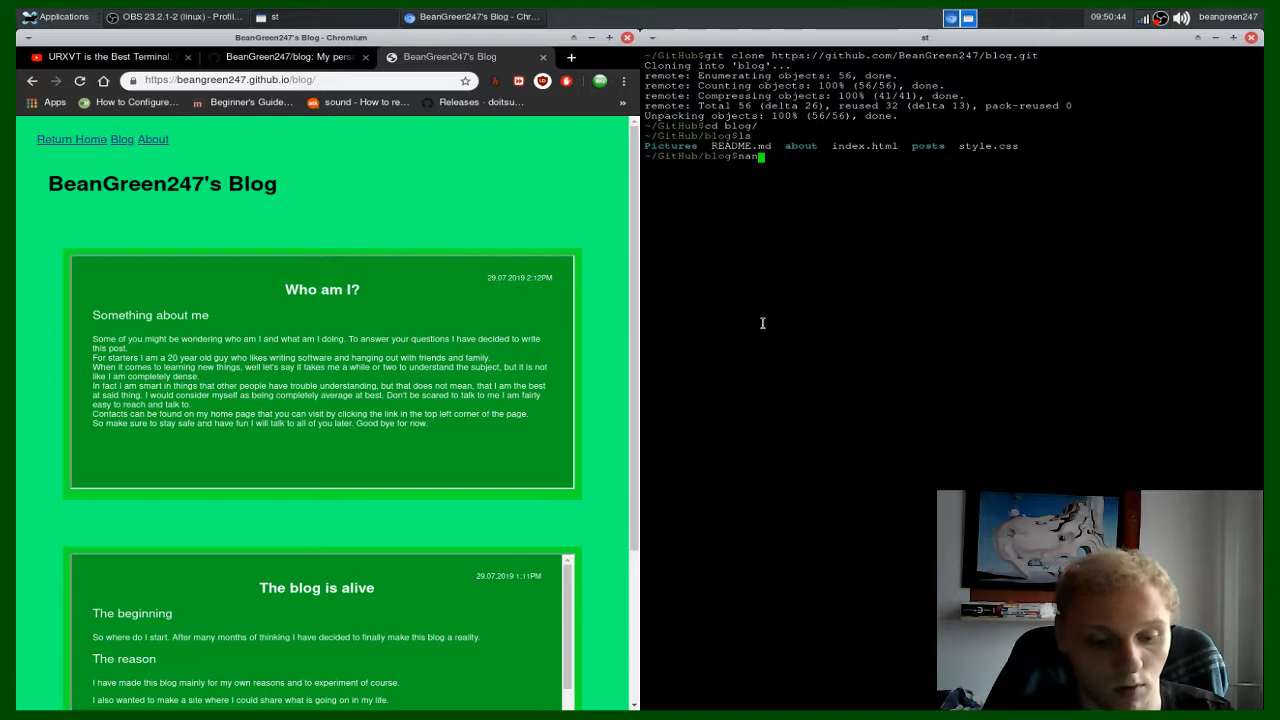 Applications
OBS 23.2.1-2 (linux) - Profil...
st
BeanGreen247's Blog - Chr...
09:50:44
beangreen247
BeanGreen247's Blog - Chromium
URXVT is the Best Terminal.
BeanGreen247/blog: My perso
BeanGreen247's Blog
https://beangreen247.github.io/blog/
Apps
How to Configure...
Beginner's Guide...
sound - How to re...
Releases · doitsu...
»
Return Home Blog About
BeanGreen247's Blog
29.07.2019 2:12PM
Who am I?
Something about me
Some of you might be wondering who am I and what am I doing. To answer your questions I have decided to write
this post.
For starters I am a 20 year old guy who likes writing software and hanging out with friends and family.
When it comes to learning new things, well let's say it takes me a while or two to understand the subject, but it is not
like I am completely dense.
In fact I am smart in things that other people have trouble understanding, but that does not mean, that I am the best
at said thing. I would consider myself as being completely average at best. Don't be scared to talk to me I am fairly
easy to reach and talk to.
Contacts can be found on my home page that you can visit by clicking the link in the top left corner of the page.
So make sure to stay safe and have fun I will talk to all of you later. Good bye for now.
29.07.2019 1:11PM
The blog is alive
The beginning
So where do I start. After many months of thinking I have decided to finally make this blog a reality.
The reason
I have made this blog mainly for my own reasons and to experiment of course.
I also wanted to make a site where I could share what is going on in my life.
st
~/GitHub$git clone https://github.com/BeanGreen247/blog.git
Cloning into 'blog'...
remote: Enumerating objects: 56, done.
remote: Counting objects: 100% (56/56), done.
remote: Compressing objects: 100% (41/41), done.
remote: Total 56 (delta 26), reused 32 (delta 13), pack-reused 0
Unpacking objects: 100% (56/56), done.
~/GitHub$cd blog/
~/GitHub/blog$ls
Pictures README.md about index.html posts style.css
~/GitHub/blog$nan